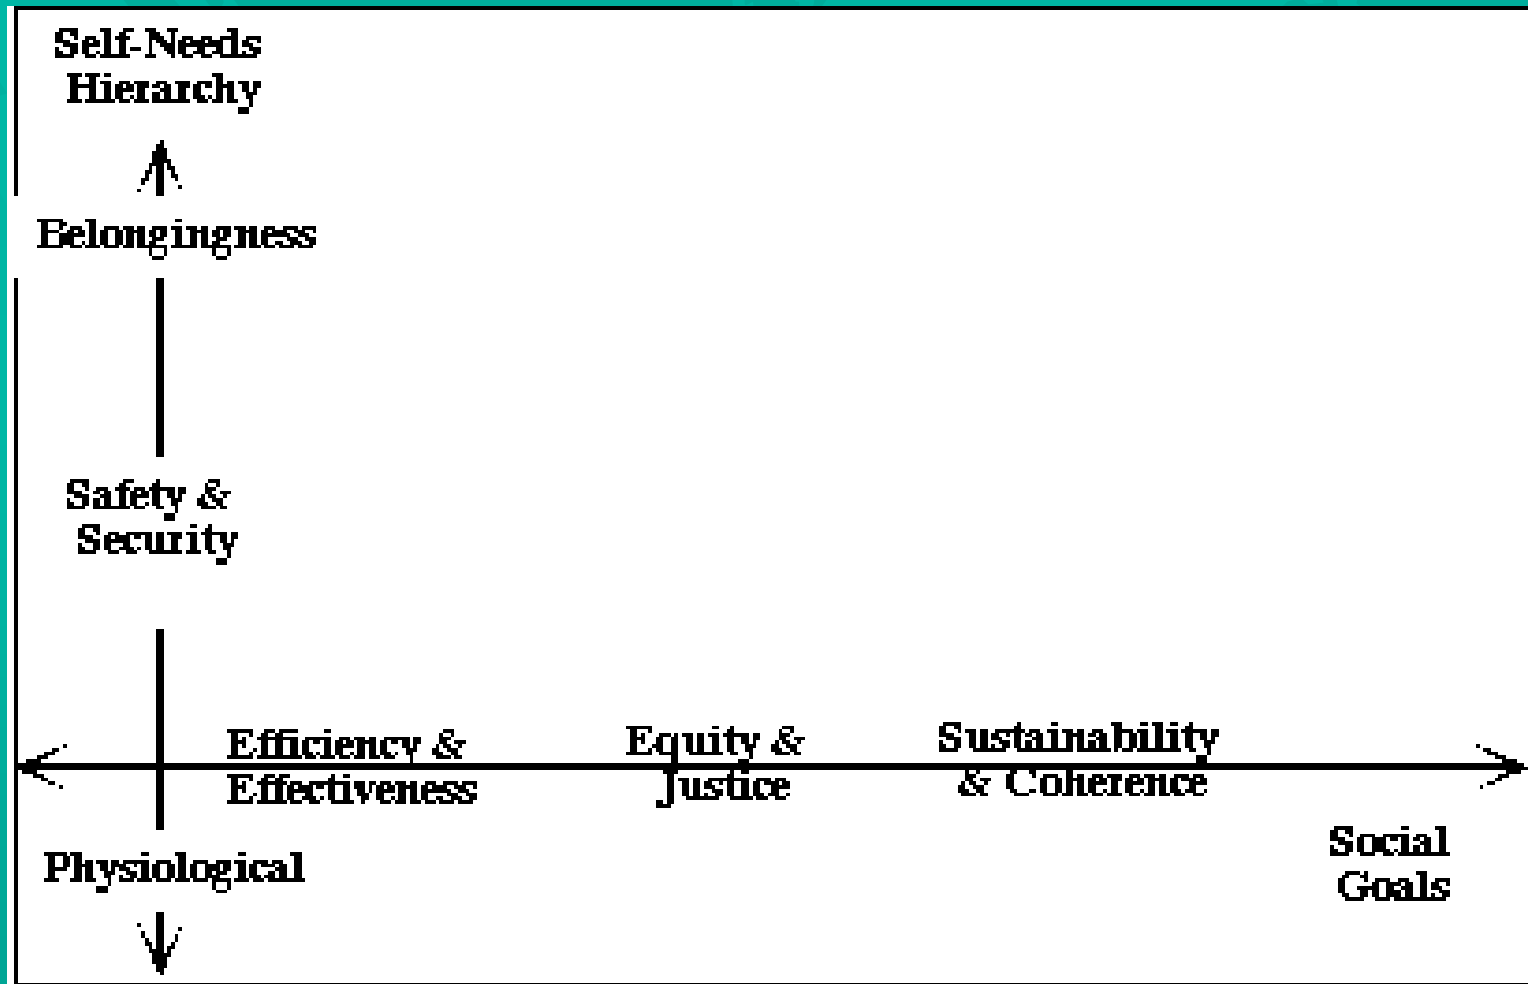 Self-Needs
Hierarchy
Belongingness
Safety &
Security
Efficiency &
Effectiveness
Equity &
Justice
Sustainability
& Coherence
Physiological
Social
Goals